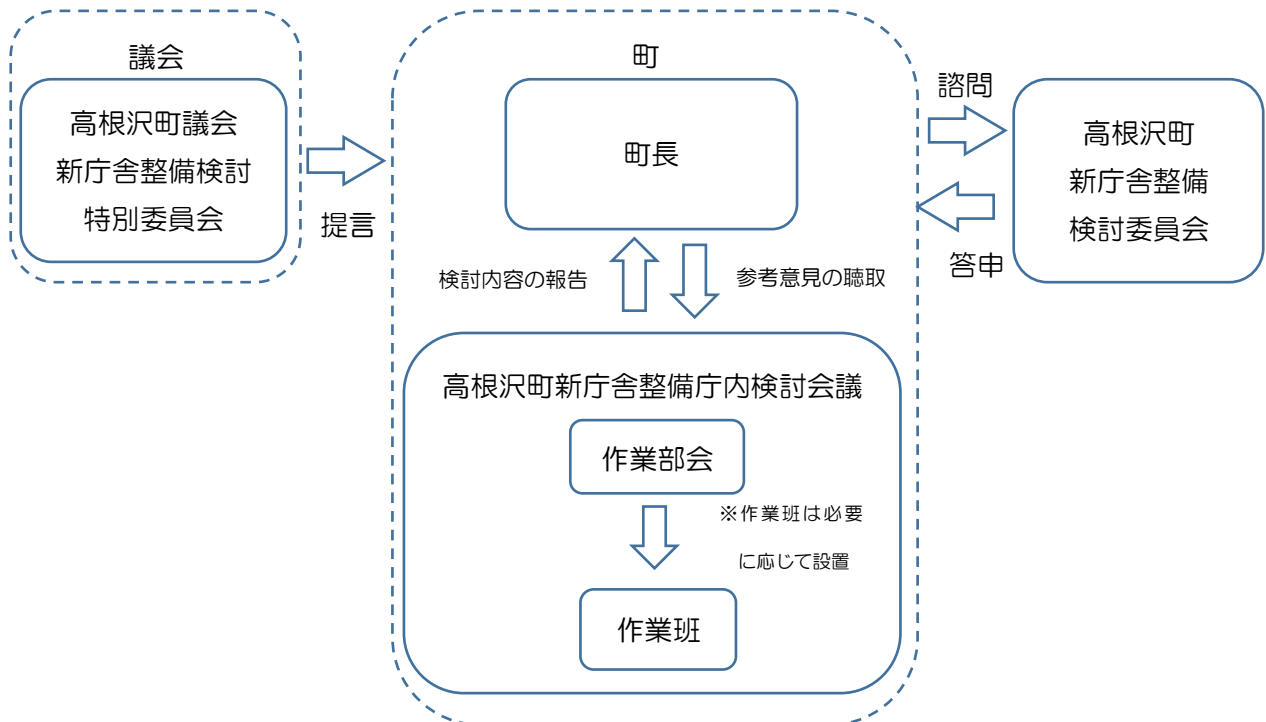 議会
高根沢町議会
新庁舎整備検討
特別委員会
提言
町
町長
検討内容の報告
参考意見の聴取
高根沢町新庁舎整備庁内検討会議
作業部会
※作業班は必要
に応じて設置
作業班
諮問
高根沢町
新庁舎整備
検討委員会
答申